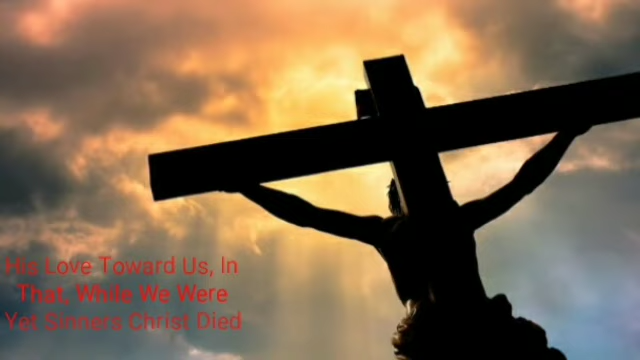 His Love Toward Us, In
That, While We Were
Yet Sinners Christ Died